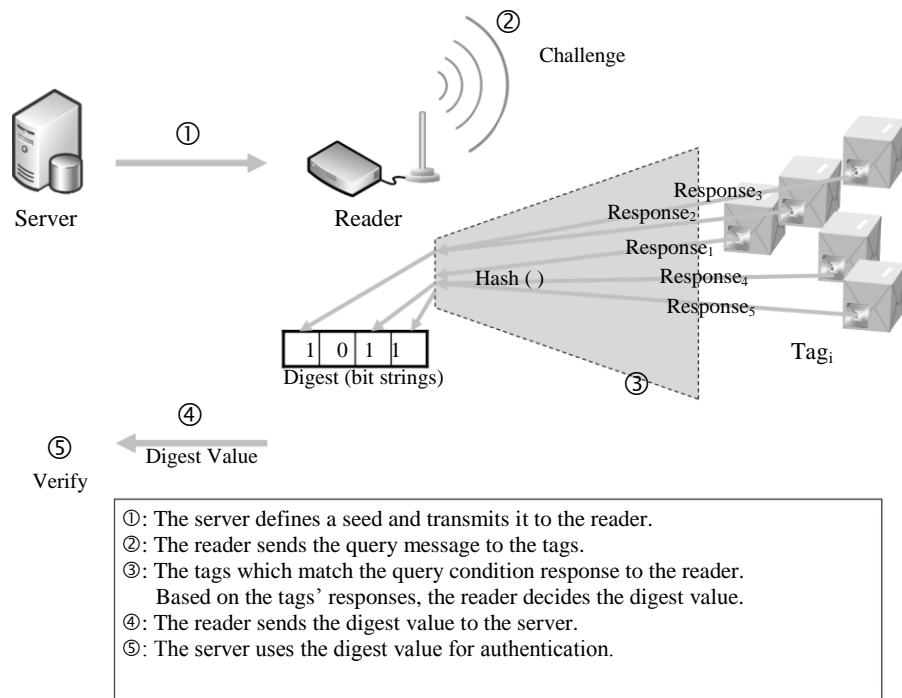 ②
Challenge
①
Server
Reader
Response3
Response2
Response1
Hash ( )
Response4
Response5
Tagi
1 0 1 1
Digest (bit strings)
③
④
⑤
Digest Value
Verify
①: The server defines a seed and transmits it to the reader.
②: The reader sends the query message to the tags.
③: The tags which match the query condition response to the reader.
Based on the tags’ responses, the reader decides the digest value.
④: The reader sends the digest value to the server.
⑤: The server uses the digest value for authentication.